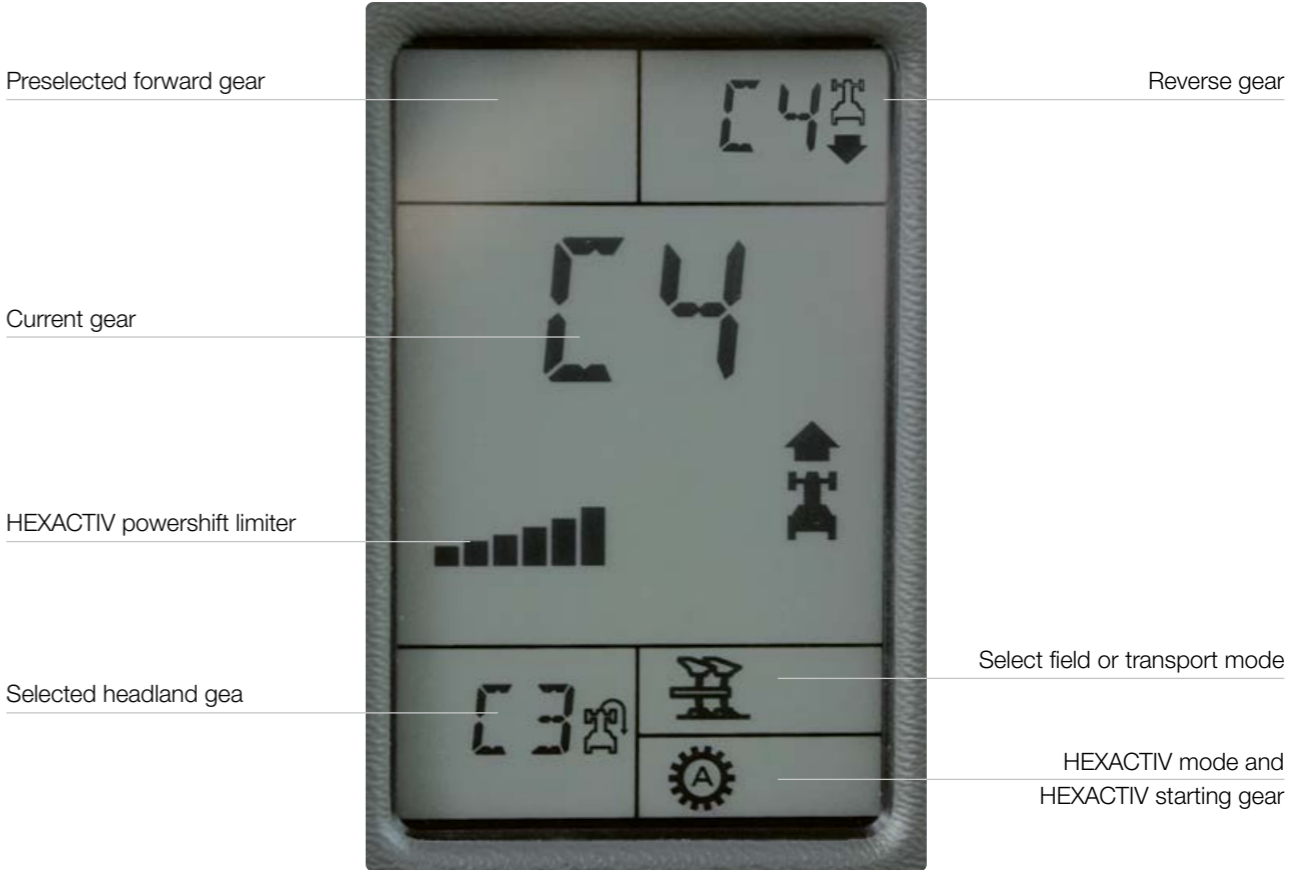 Preselected forward gear
Reverse gear
C4
Current gear
C4
HEXACTIV powershift limiter
Select field or transport mode
Selected headland gea
C3
HEXACTIV mode and
HEXACTIV starting gear
A